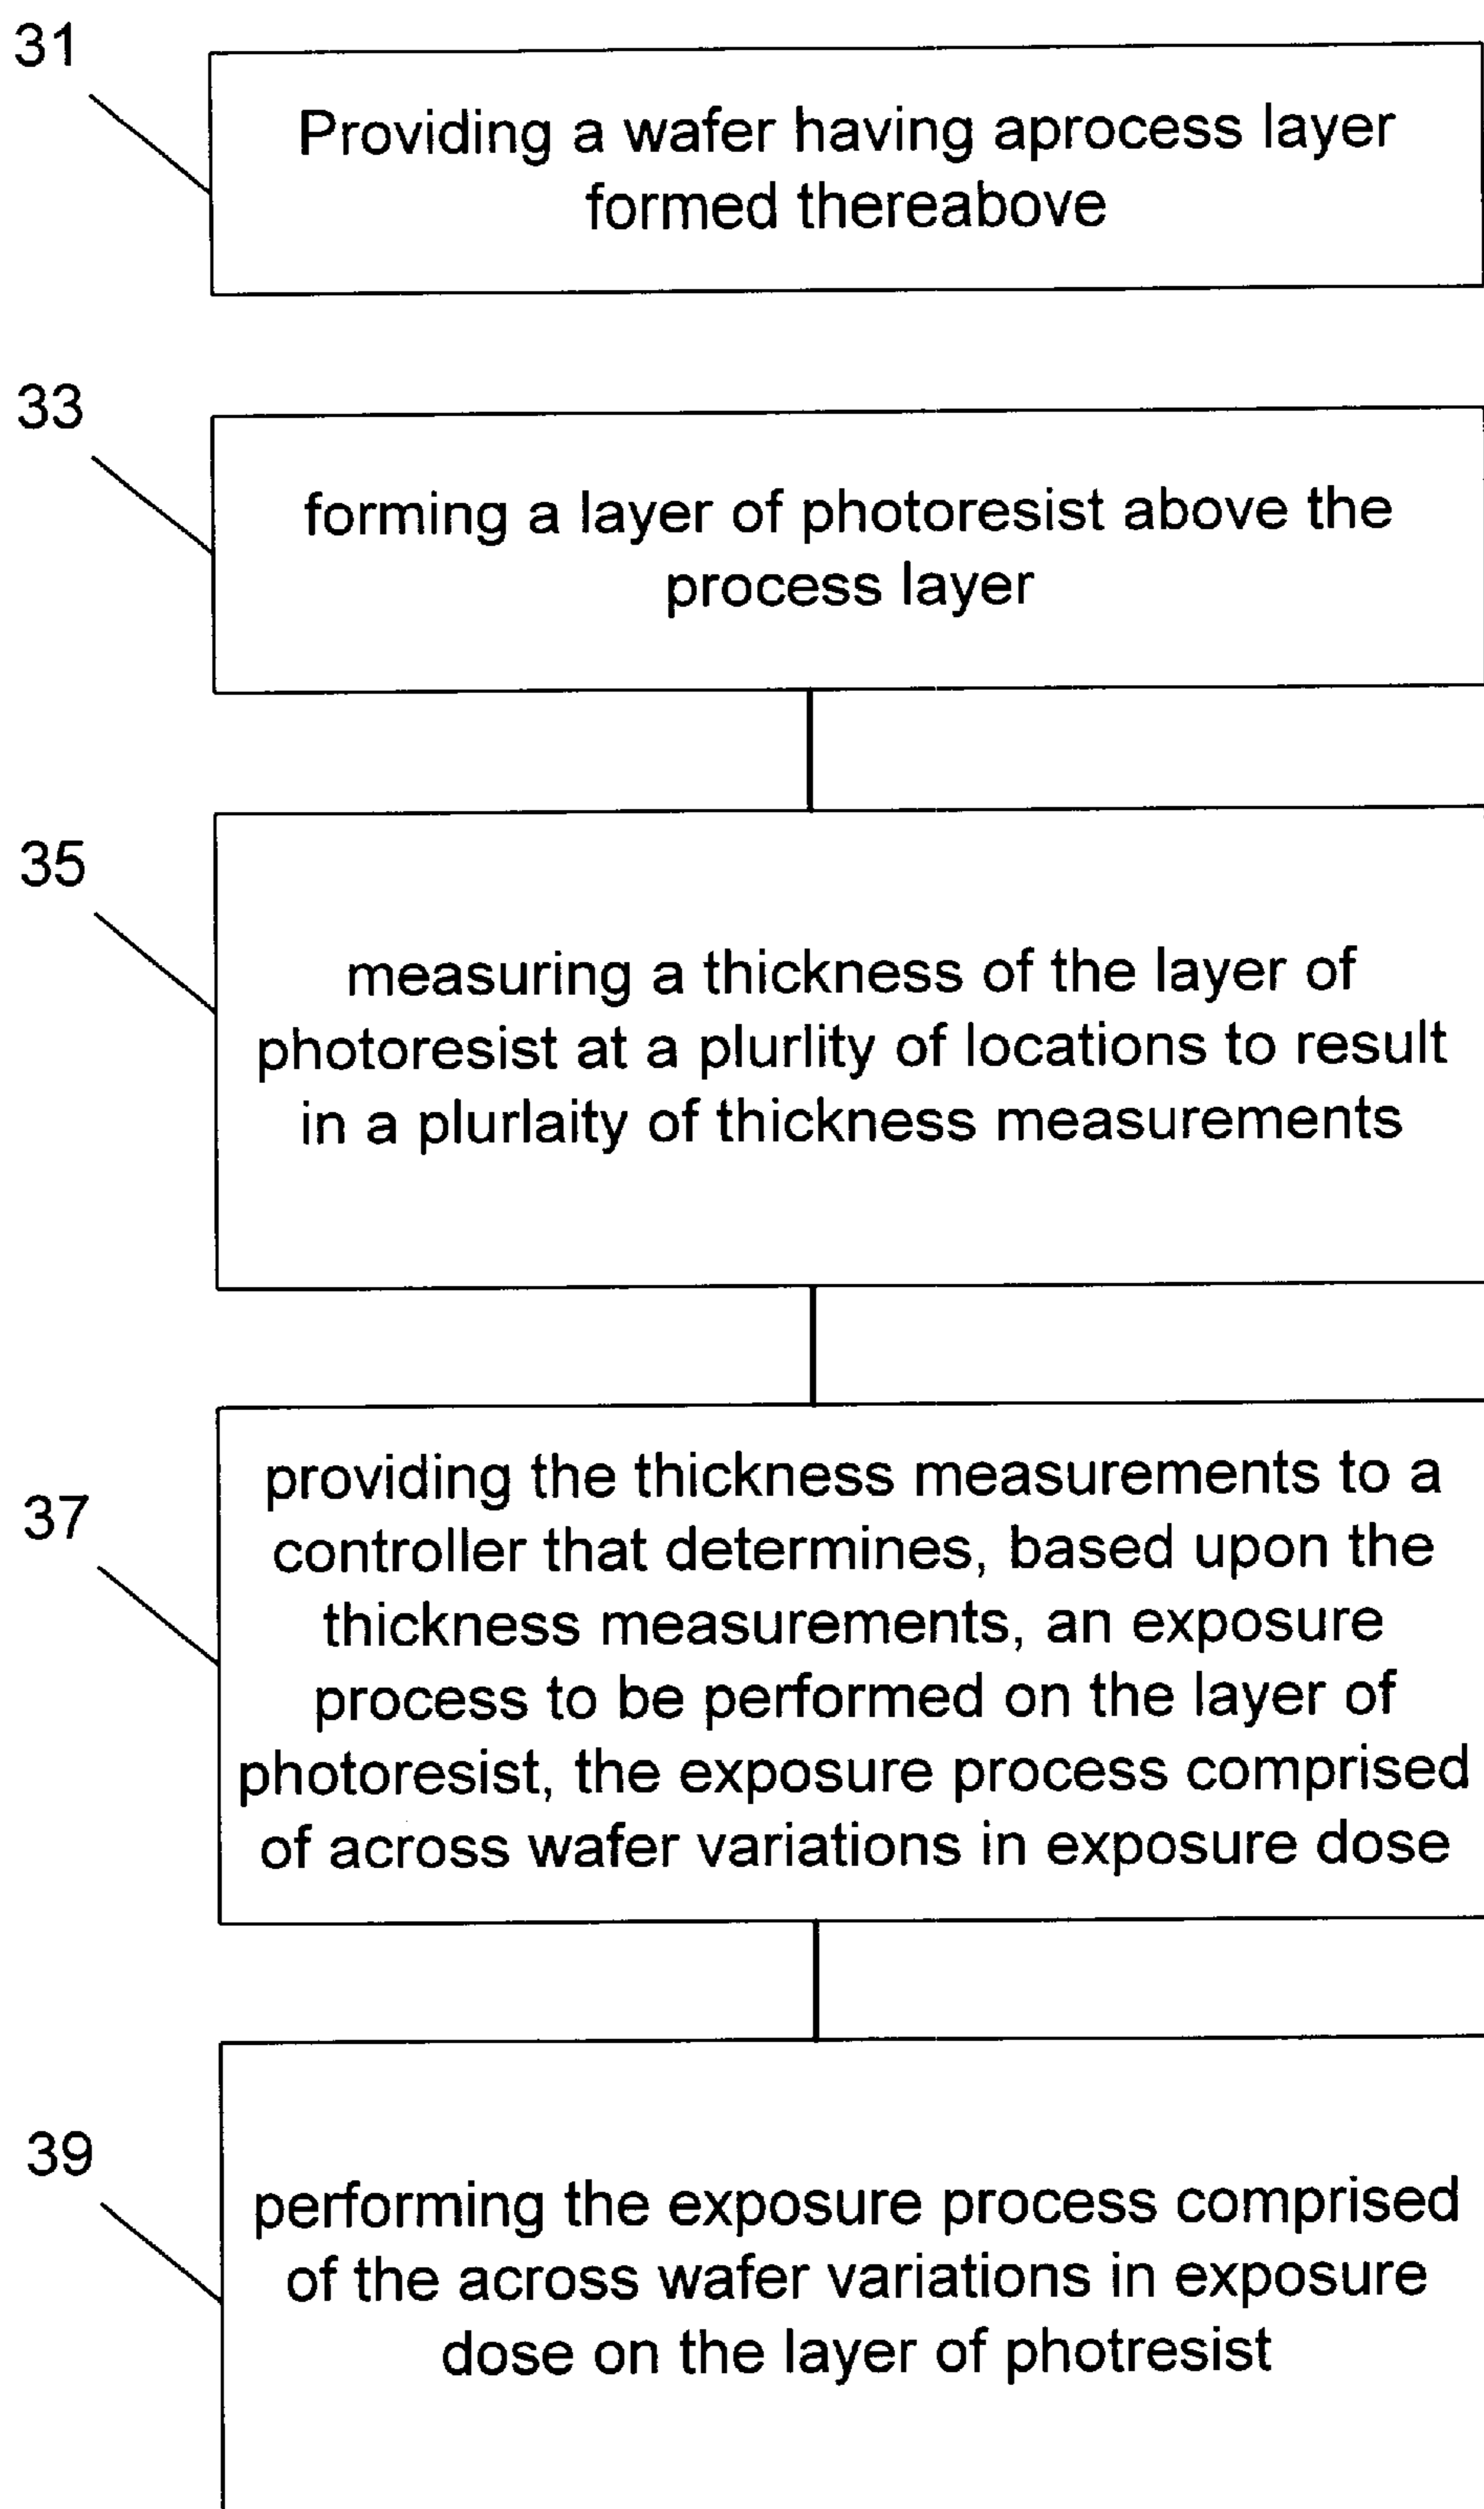 31
Providing a wafer having aprocess layer
formed thereabove
33
forming a layer of photoresist above the
process layer
35
measuring a thickness of the layer of
photoresist at a plurlity of locations to result
in a plurlaity of thickness measurements
37
providing the thickness measurements to a
controller that determines, based upon the
thickness measurements, an exposure
process to be performed on the layer of
photoresist, the exposure process comprised
of across wafer variations in exposure dose
39
performing the exposure process comprised
of the across wafer variations in exposure
dose on the layer of photresist